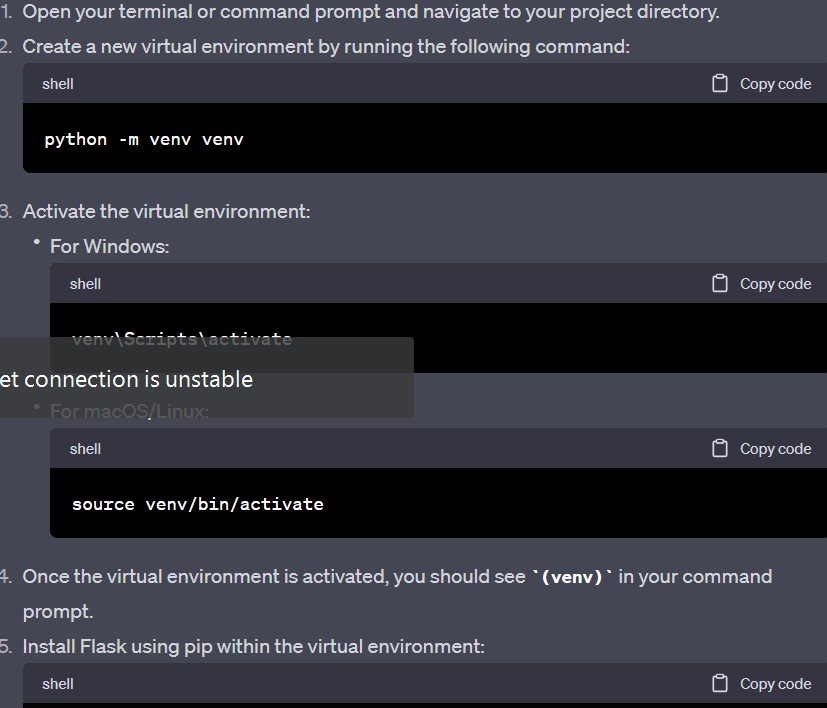 1. Open your terminal or command prompt and navigate to your project directory.
2. Create a new virtual environment by running the following command:
shell Copy code
python -m venv venv
3. Activate the virtual environment:
• For Windows:
shell Copy code
venv\Scripts\activate
et connection is unstable
• For macOS/Linux:
shell Copy code
source venv/bin/activate
4. Once the virtual environment is activated, you should see `(venv)` in your command
prompt.
5. Install Flask using pip within the virtual environment:
shell Copy code